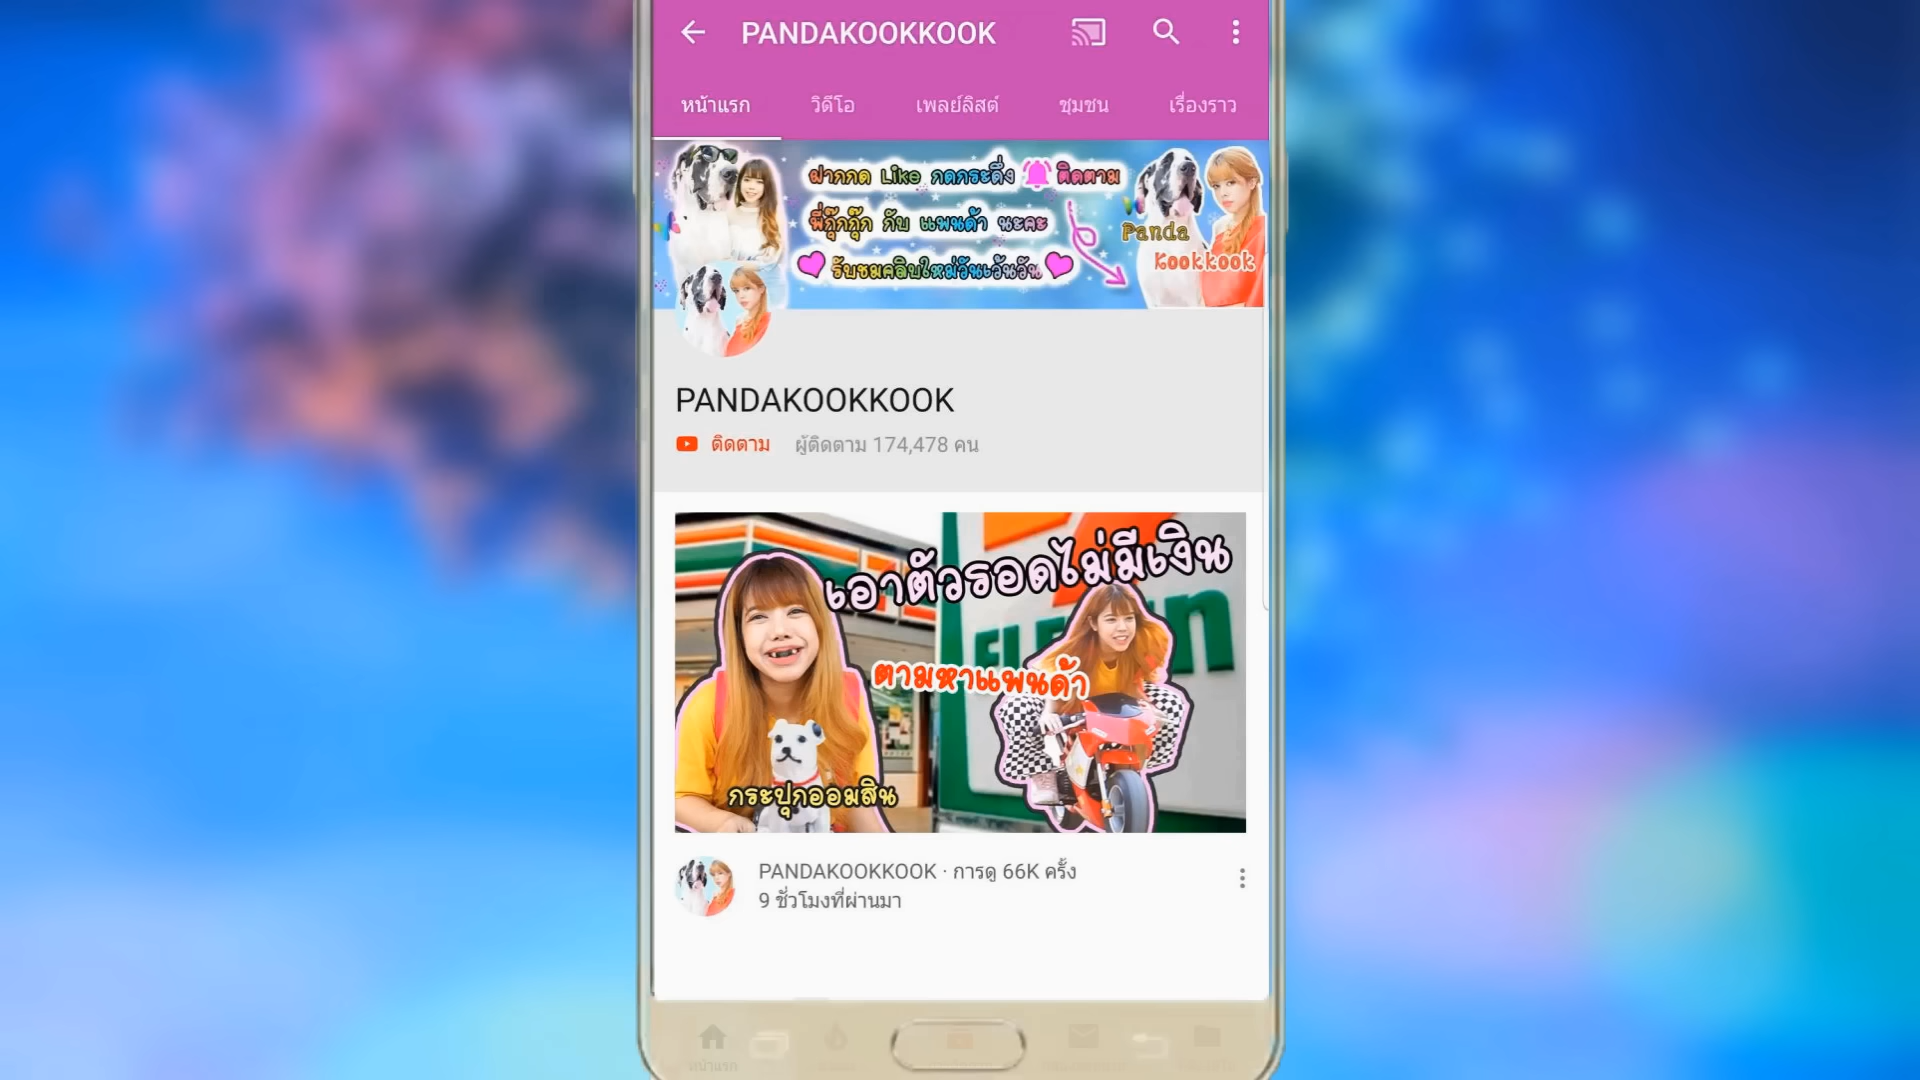 PANDAKOOKKOOK
หน้าแรก วิดีโอ เพลย์ลิสต์ ชุมชน เรื่องราว
ฝากกด Like กดกระดิ่ง ติดตาม
พี่กุ๊กกุ๊ก กับ แพนด้า นะคะ
รับชมคลิปใหม่วันเว้นวัน
Panda
Kookkook
PANDAKOOKKOOK
ติดตาม ผู้ติดตาม 174,478 คน
เอาตัวรอดไม่มีเงิน
ตามหาแพนด้า
กระปุกออมสิน
PANDAKOOKKOOK · การดู 66K ครั้ง
9 ชั่วโมงที่ผ่านมา
หน้าแรก